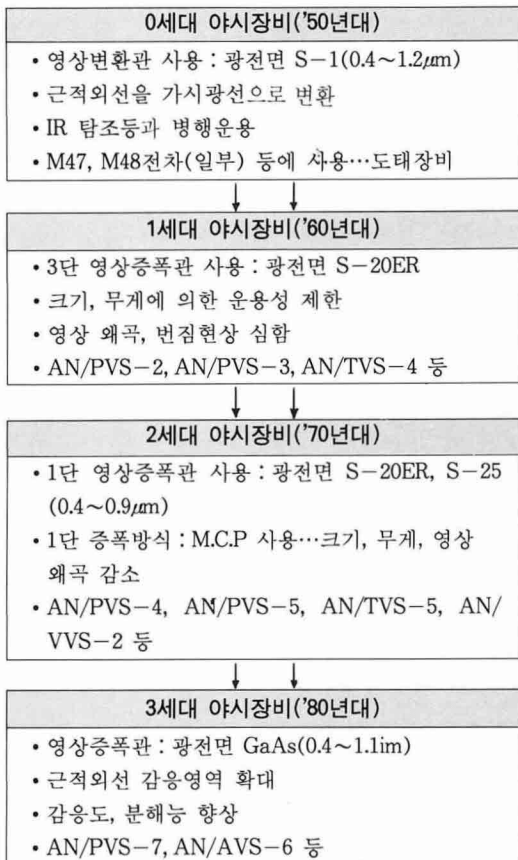 0세대 야시장비('50년대)
• 영상변환관 사용 : 광전면 S-1(0.4~1.2㎛)
• 근적외선을 가시광선으로 변환
• IR 탐조등과 병행운용
• M47, M48전차(일부) 등에 사용…도태장비
1세대 야시장비('60년대)
• 3단 영상증폭관 사용 : 광전면 S-20ER
• 크기, 무게에 의한 운용성 제한
• 영상 왜곡, 번짐현상 심함
• AN/PVS-2, AN/PVS-3, AN/TVS-4 등
2세대 야시장비('70년대)
• 1단 영상증폭관 사용 : 광전면 S-20ER, S-25
(0.4~0.9㎛)
• 1단 증폭방식 : M.C.P 사용…크기, 무게, 영상
왜곡 감소
• AN/PVS-4, AN/PVS-5, AN/TVS-5, AN/
VVS-2 등
3세대 야시장비('80년대)
• 영상증폭관 : 광전면 GaAs(0.4~1.1im)
• 근적외선 감응영역 확대
• 감응도, 분해능 향상
• AN/PVS-7, AN/AVS-6 등